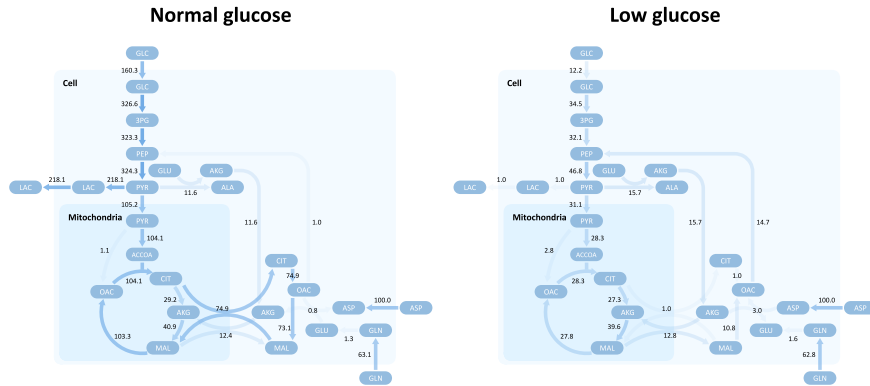 Normal glucose
GLC
160.3
Cell
GLC
326.6
3PG
323.3
PEP
324.3
GLU
AKG
LAC
218.1
LAC
218.1
PYR
11.6
ALA
105.2
Mitochondria
PYR
104.1
11.6
1.0
1.1
ACCOA
104.1
CIT
CIT
74.9
OAC
29.2
74.9
OAC
AKG
AKG
0.8
ASP
100.0
ASP
103.3
40.9
12.4
73.1
GLU
1.3
GLN
MAL
MAL
63.1
GLN
Low glucose
GLC
12.2
Cell
GLC
34.5
3PG
32.1
PEP
46.8
GLU
AKG
LAC
1.0
LAC
1.0
PYR
15.7
ALA
31.1
Mitochondria
PYR
28.3
15.7
14.7
2.8
ACCOA
28.3
CIT
CIT
1.0
OAC
27.3
1.0
OAC
AKG
AKG
3.0
ASP
100.0
ASP
27.8
39.6
12.8
10.8
GLU
1.6
GLN
MAL
MAL
62.8
GLN